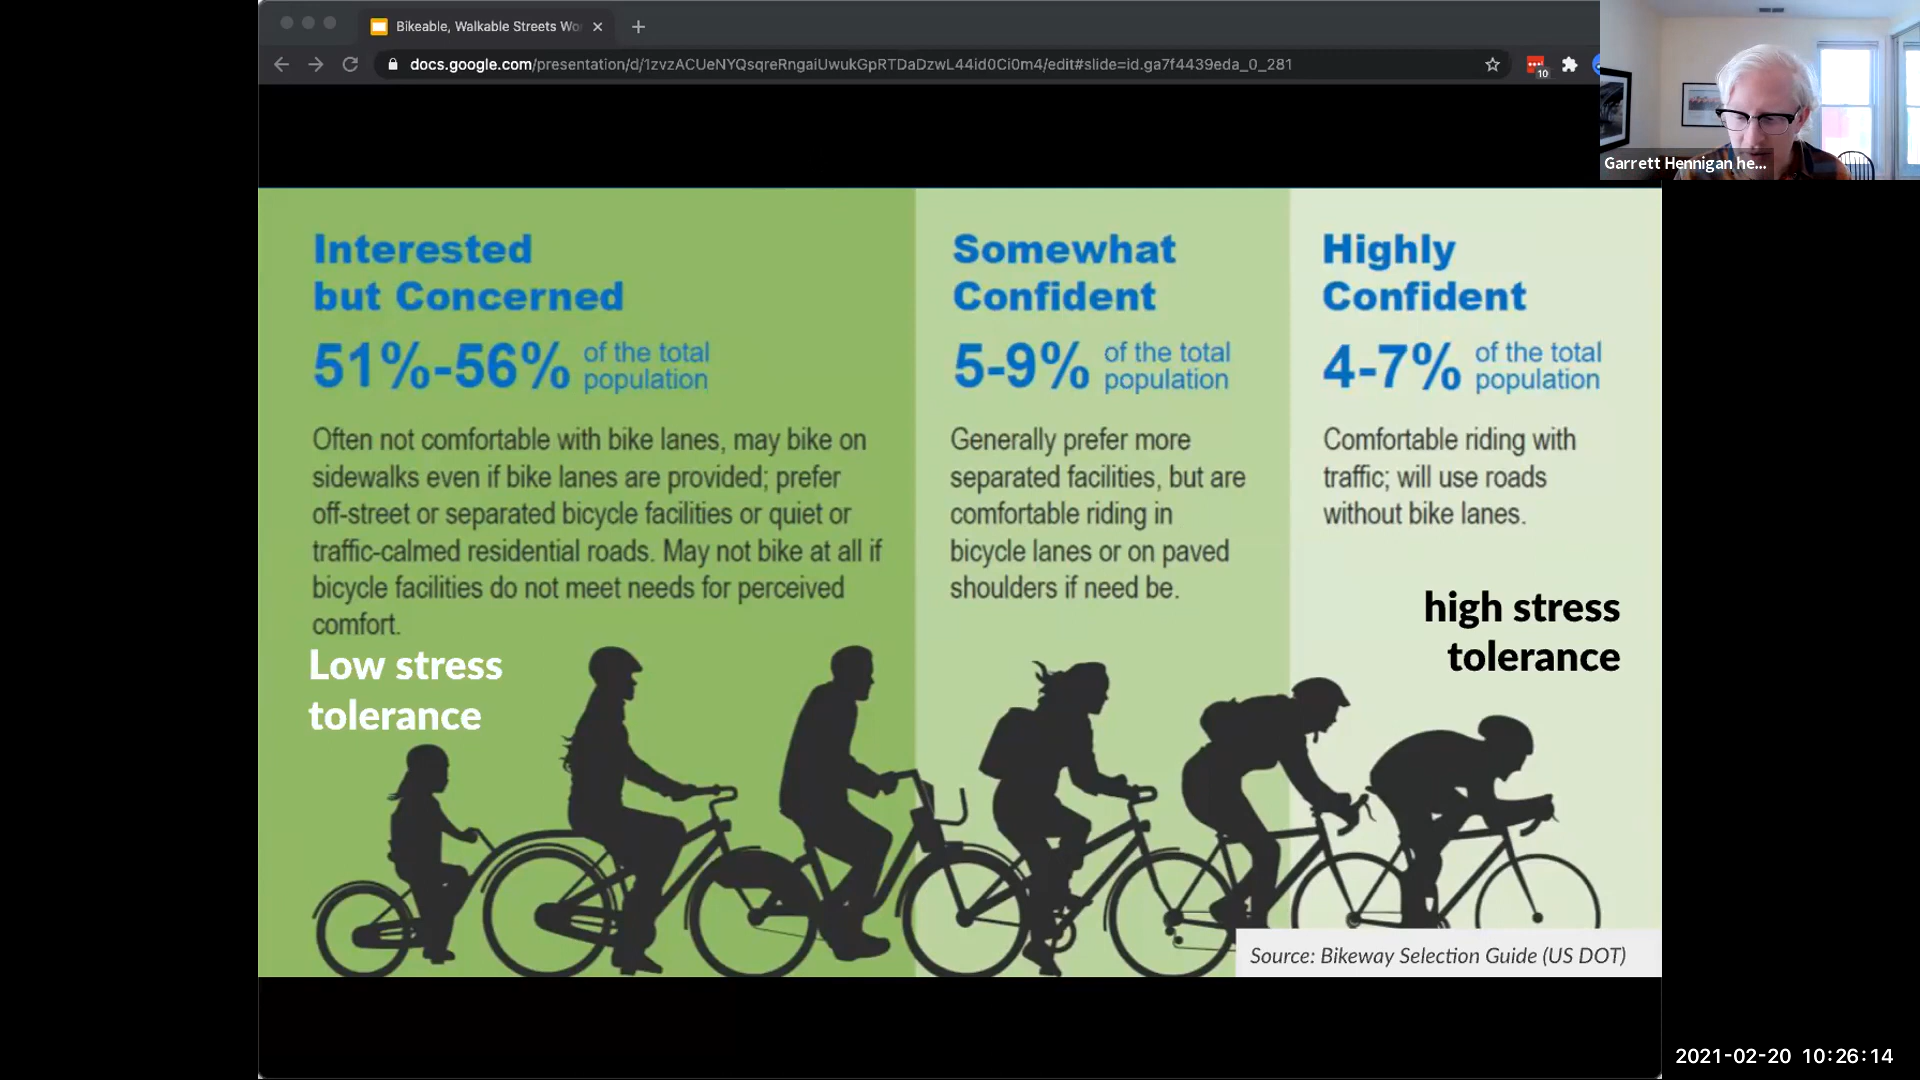 Bikeable, Walkable Streets Wo
docs.google.com/presentation/d/1zvzACUeNYQsqreRngaiUwukGpRTDaDzwL44id0Ci0m4/edit#slide=id.ga7f4439eda_0_281
10
Garrett Hennigan he...
Interested
but Concerned
51%-56% of the total
population
Often not comfortable with bike lanes, may bike on
sidewalks even if bike lanes are provided; prefer
off-street or separated bicycle facilities or quiet or
traffic-calmed residential roads. May not bike at all if
bicycle facilities do not meet needs for perceived
comfort.
Low stress
tolerance
Somewhat
Confident
5-9% of the total
population
Generally prefer more
separated facilities, but are
comfortable riding in
bicycle lanes or on paved
shoulders if need be.
Highly
Confident
4-7% of the total
population
Comfortable riding with
traffic; will use roads
without bike lanes.
high stress
tolerance
Source: Bikeway Selection Guide (US DOT)
2021-02-20 10:26:14